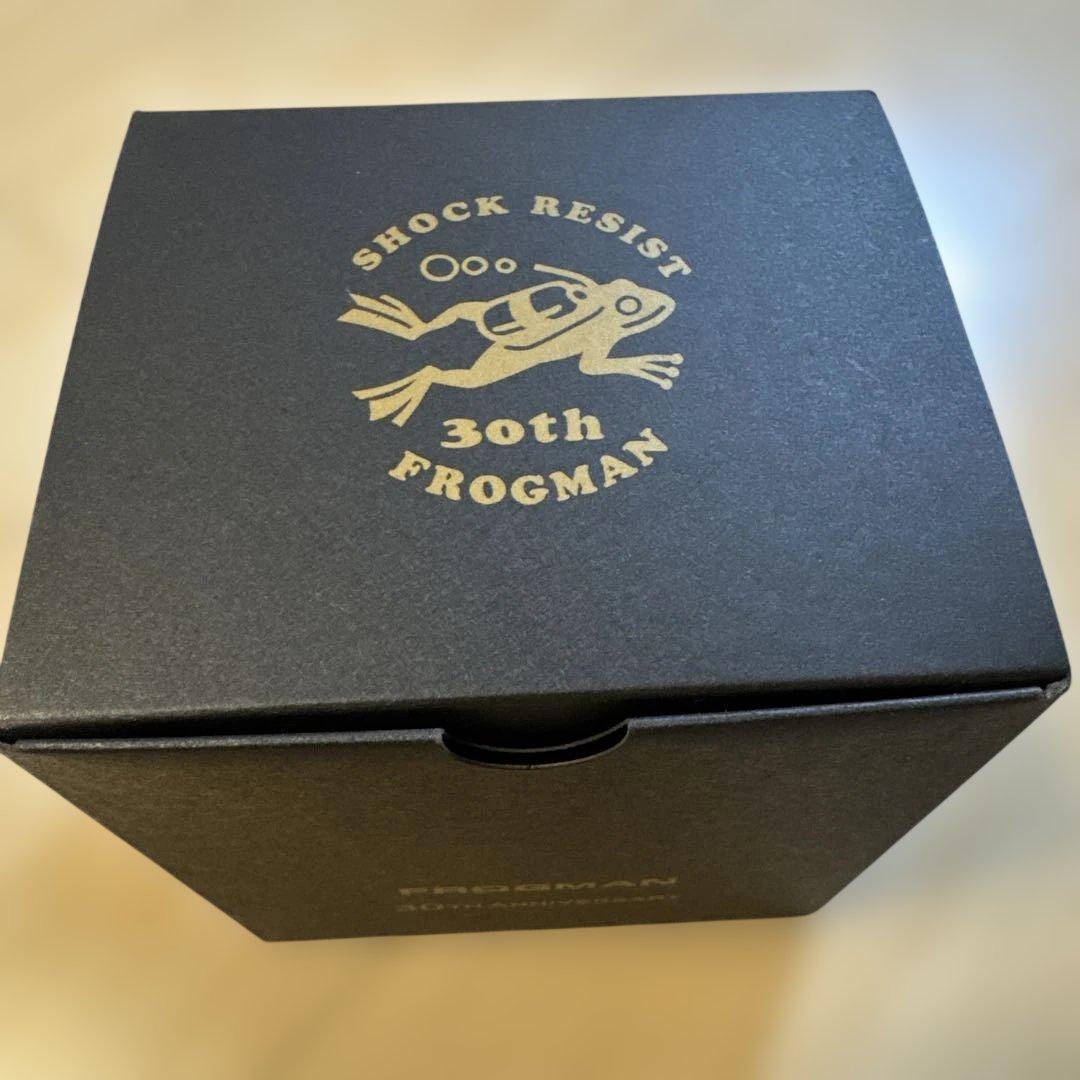 SHOCK RESIST
30th
FROGMAN
FROGMAN
30TH ANNIVERSARY